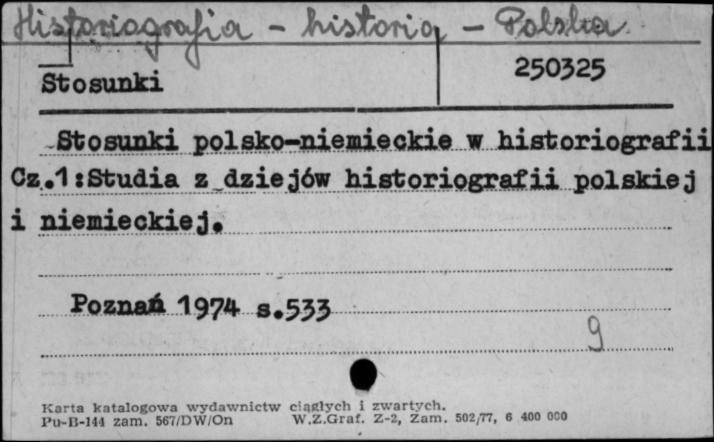 Historiografia - historia - Polska
Stosunki
250325
Stosunki polsko-niemieckie w historiografii
Cz.1:Studia z dziejów historiografii polskiej
i niemieckiej.
Poznań 1974 s.533
9
Karta katalogowa wydawnictw ciągłych i zwartych.
Pu-B-144 zam. 567/DW/On W.Z.Graf. Z-2, Zam. 502/77, 6 400 000